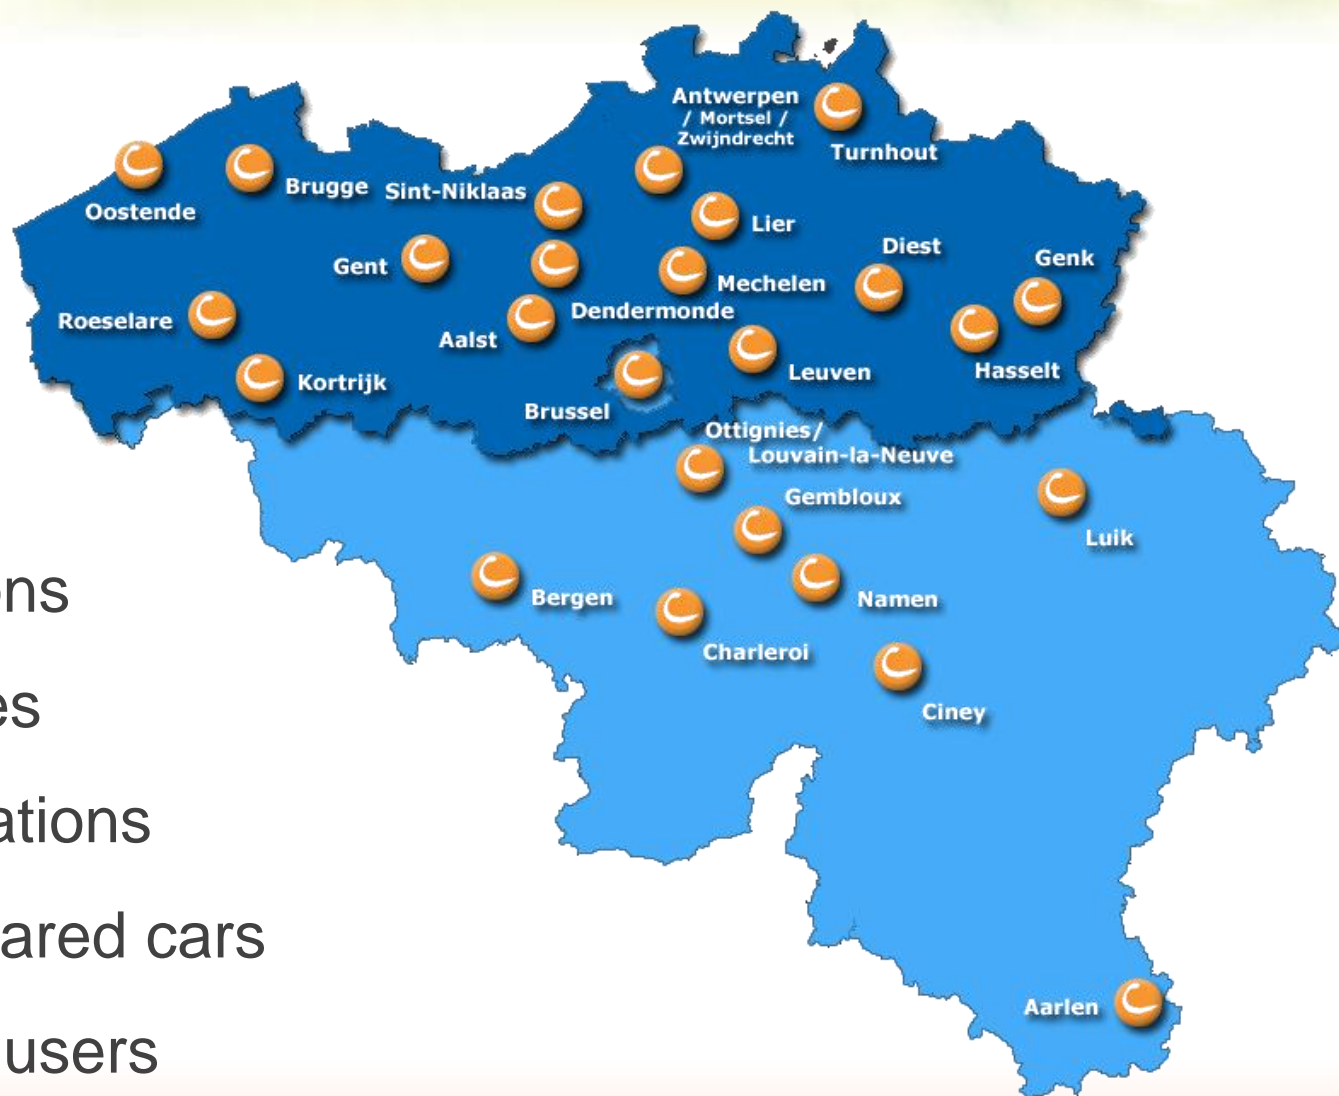 Antwerpen
/ Mortsel /
Zwijndrecht
Turnhout
Oostende
Brugge
Sint-Niklaas
Lier
Gent
Diest
Genk
Mechelen
Roeselare
Dendermonde
Aalst
Kortrijk
Leuven
Hasselt
Brussel
Ottignies/
Louvain-la-Neuve
Gembloux
Luik
Bergen
Namen
Charleroi
Ciney
Aarlen
ons
es
ations
ared cars
users